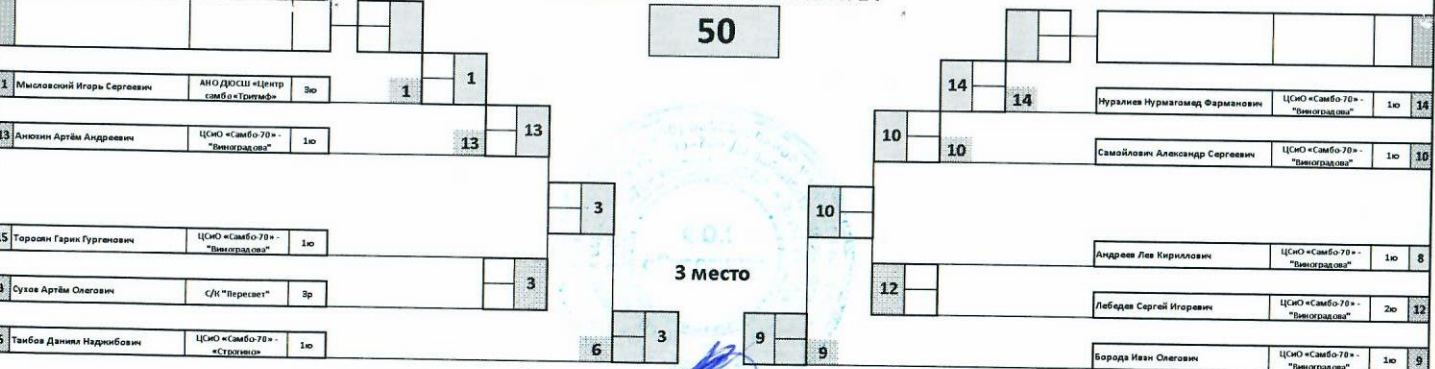 50
1 Мысловский Игорь Сергеевич АНО ДЮСШ «Центр самбо «Тритмф» 3ю
13 Анюхин Артём Андреевич ЦСиО «Самбо-70» - "Виноградова" 1ю
15 Торосян Гарик Гургенович ЦСиО «Самбо-70» - "Виноградова" 1ю
Сухов Артём Олегович С/К "Пересвет" 3р
Таибов Даниял Наджибович ЦСиО «Самбо-70» - «Строгино» 1ю
1
1
13
13
3
3
3
6
3 место
14
14
10
10
10
12
9
9
Нуралиев Нурмагомед Фарманович ЦСиО «Самбо-70» - "Виноградова" 1ю 14
Самойлович Александр Сергеевич ЦСиО «Самбо-70» - "Виноградова" 1ю 10
Андреев Лев Кириллович ЦСиО «Самбо-70» - "Виноградова" 1ю 8
Лебедев Сергей Игоревич ЦСиО «Самбо-70» - "Виноградова" 2ю 12
Борода Иван Олегович ЦСиО «Самбо-70» - "Виноградова" 1ю 9